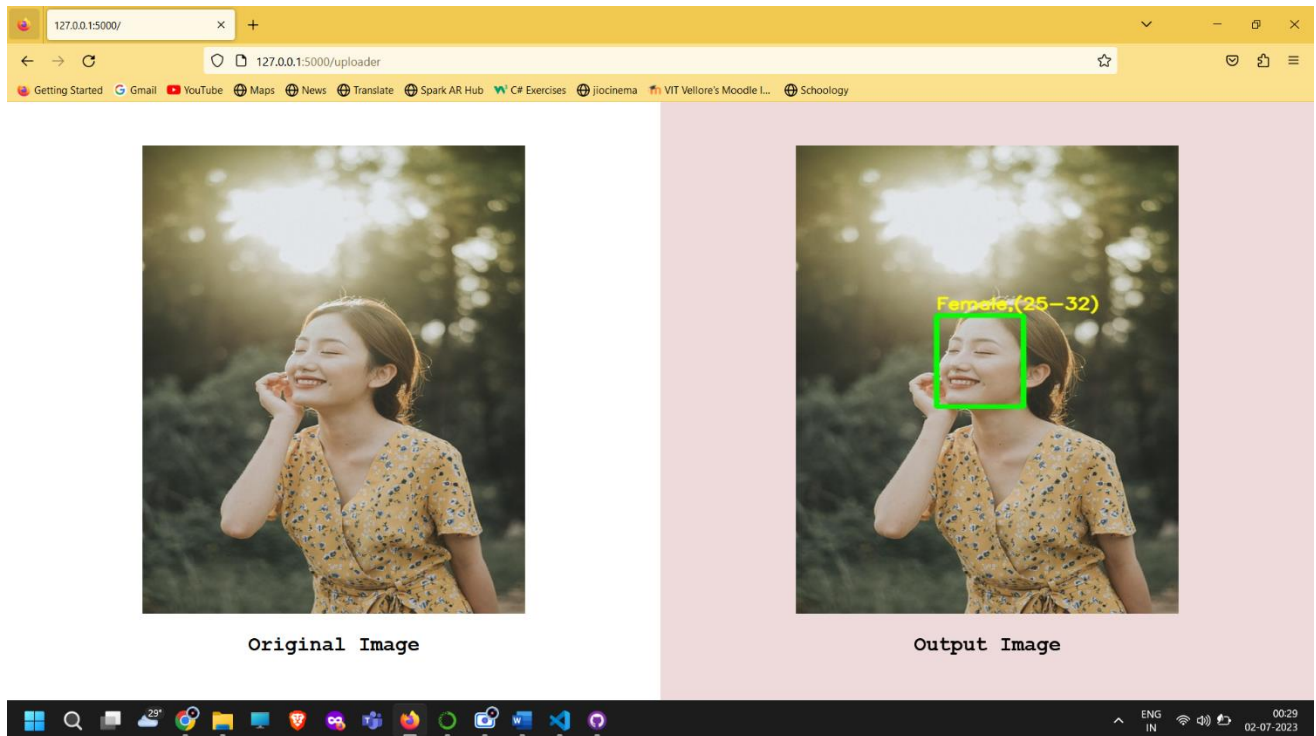 127.0.0.1:5000/
127.0.0.1:5000/uploader
Getting Started Gmail YouTube Maps News Translate Spark AR Hub C# Exercises jiocinema VIT Vellore's Moodle l... Schoology
Female,(25-32)
Original Image
Output Image
29°
ENG
IN
00:29
02-07-2023